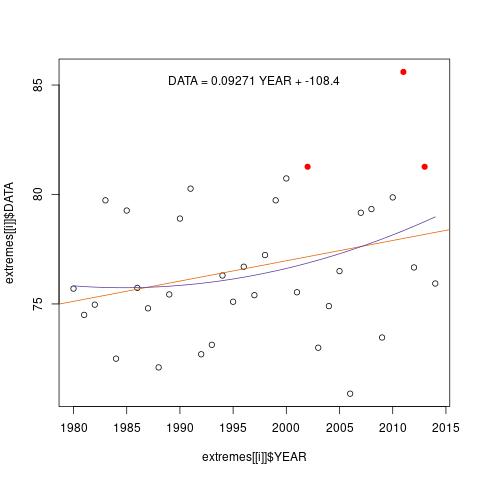 DATA = 0.09271 YEAR + -108.4
85
80
75
extremes[[i]]$DATA
1980 1985 1990 1995 2000 2005 2010 2015
extremes[[i]]$YEAR